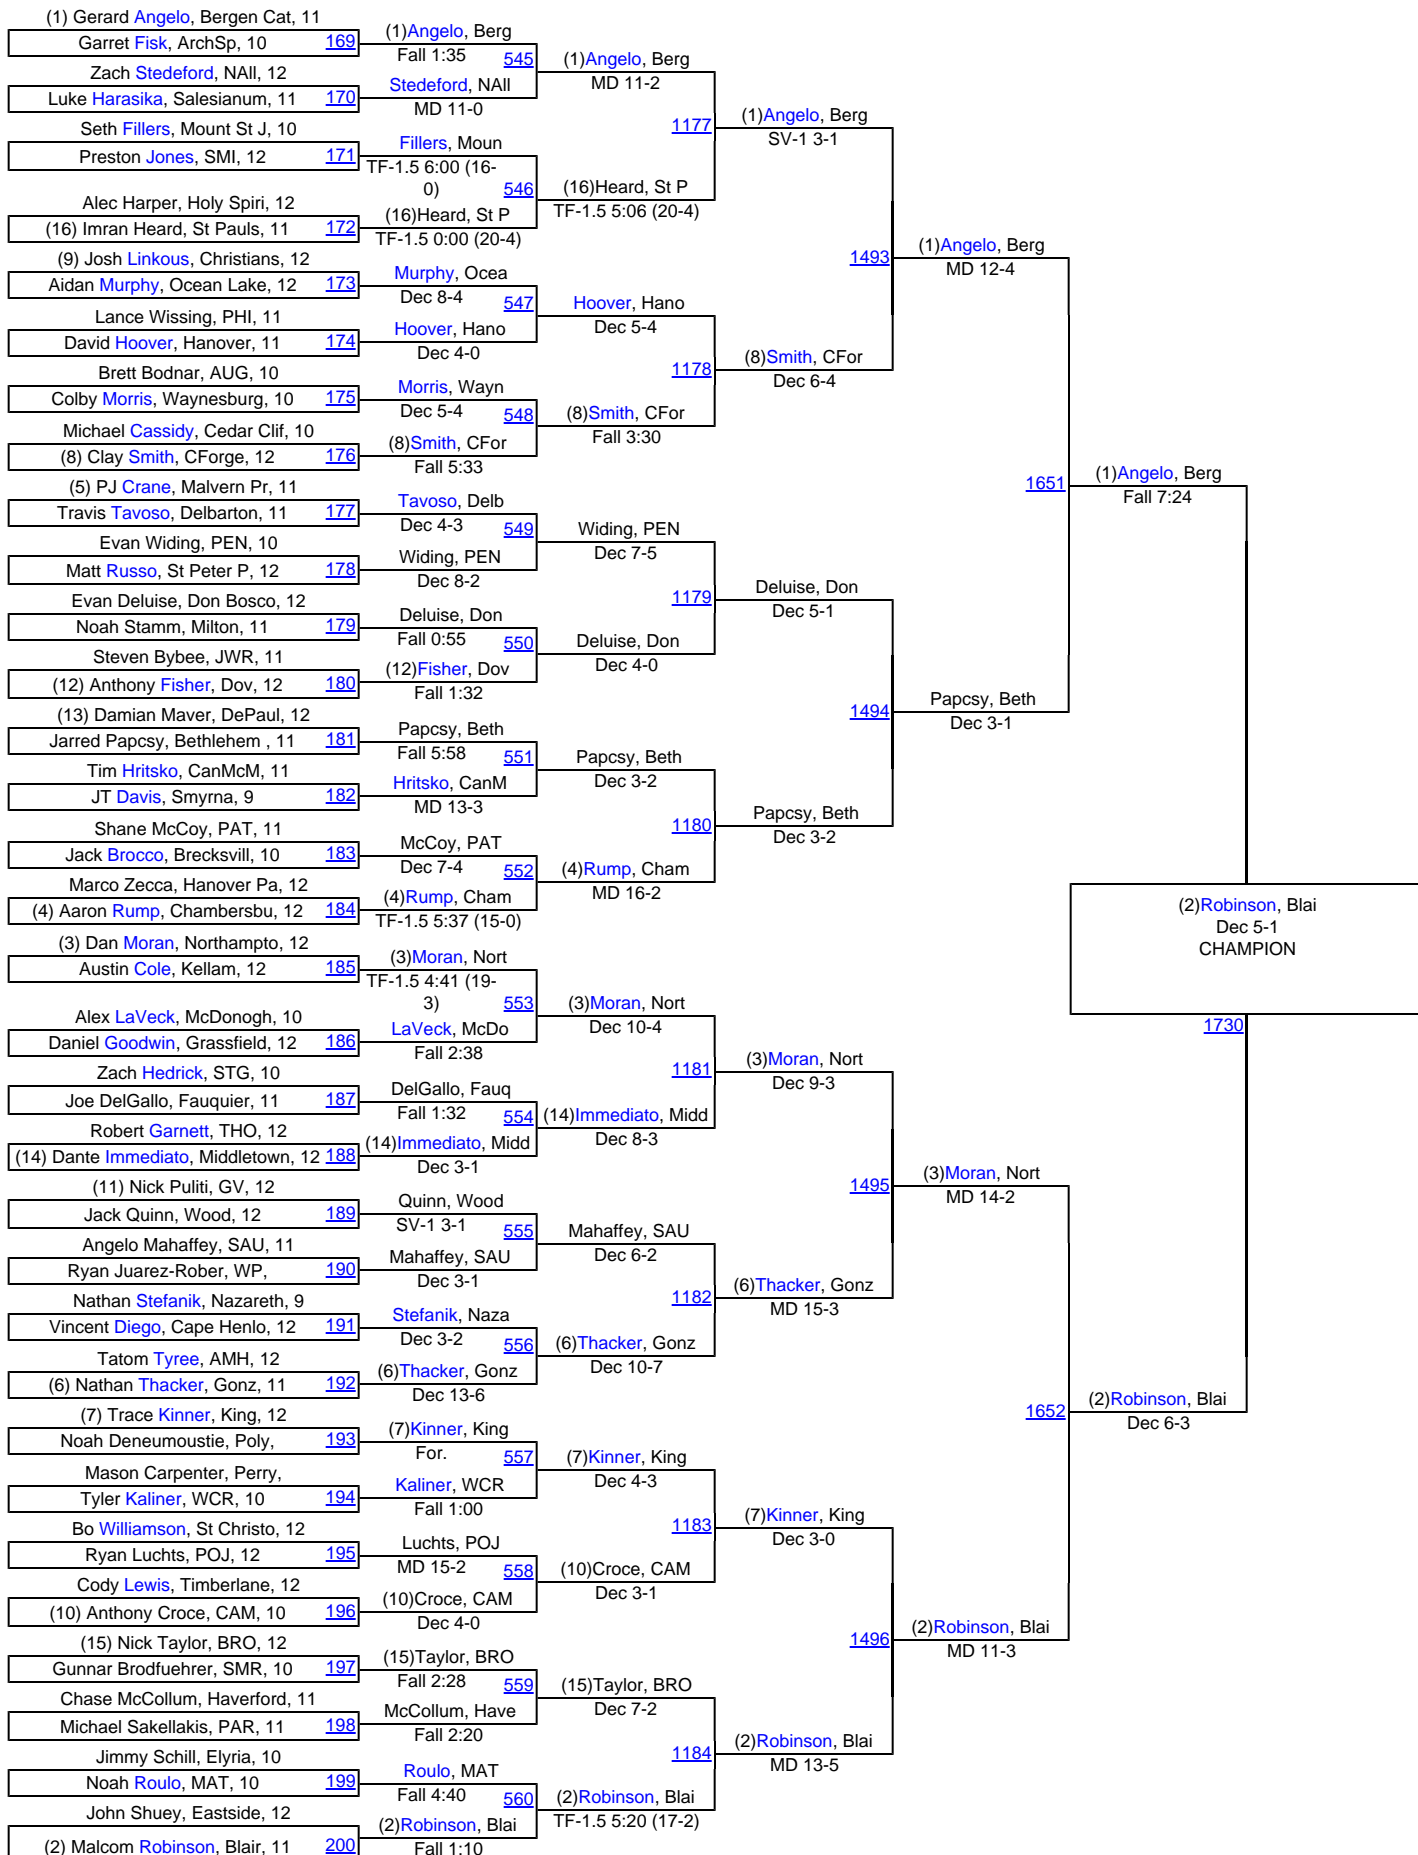 (1) Gerard Angelo, Bergen Cat, 11
Garret Fisk, ArchSp, 10 169
Zach Stedeford, NAll, 12
Luke Harasika, Salesianum, 11 170
Seth Fillers, Mount St J, 10
Preston Jones, SMI, 12 171
Alec Harper, Holy Spiri, 12
(16) Imran Heard, St Pauls, 11 172
(9) Josh Linkous, Christians, 12
Aidan Murphy, Ocean Lake, 12 173
Lance Wissing, PHI, 11
David Hoover, Hanover, 11 174
Brett Bodnar, AUG, 10
Colby Morris, Waynesburg, 10 175
Michael Cassidy, Cedar Clif, 10
(8) Clay Smith, CForge, 12 176
(5) PJ Crane, Malvern Pr, 11
Travis Tavoso, Delbarton, 11 177
Evan Widing, PEN, 10
Matt Russo, St Peter P, 12 178
Evan Deluise, Don Bosco, 12
Noah Stamm, Milton, 11 179
Steven Bybee, JWR, 11
(12) Anthony Fisher, Dov, 12 180
(13) Damian Maver, DePaul, 12
Jarred Papcsy, Bethlehem , 11 181
Tim Hritsko, CanMcM, 11
JT Davis, Smyrna, 9 182
Shane McCoy, PAT, 11
Jack Brocco, Brecksvill, 10 183
Marco Zecca, Hanover Pa, 12
(4) Aaron Rump, Chambersbu, 12 184
(3) Dan Moran, Northampto, 12
Austin Cole, Kellam, 12 185
Alex LaVeck, McDonogh, 10
Daniel Goodwin, Grassfield, 12 186
Zach Hedrick, STG, 10
Joe DelGallo, Fauquier, 11 187
Robert Garnett, THO, 12
(14) Dante Immediato, Middletown, 12 188
(11) Nick Puliti, GV, 12
Jack Quinn, Wood, 12 189
Angelo Mahaffey, SAU, 11
Ryan Juarez-Rober, WP, 190
Nathan Stefanik, Nazareth, 9
Vincent Diego, Cape Henlo, 12 191
Tatom Tyree, AMH, 12
(6) Nathan Thacker, Gonz, 11 192
(7) Trace Kinner, King, 12
Noah Deneumoustie, Poly, 193
Mason Carpenter, Perry,
Tyler Kaliner, WCR, 10 194
Bo Williamson, St Christo, 12
Ryan Luchts, POJ, 12 195
Cody Lewis, Timberlane, 12
(10) Anthony Croce, CAM, 10 196
(15) Nick Taylor, BRO, 12
Gunnar Brodfuehrer, SMR, 10 197
Chase McCollum, Haverford, 11
Michael Sakellakis, PAR, 11 198
Jimmy Schill, Elyria, 10
Noah Roulo, MAT, 10 199
John Shuey, Eastside, 12
(2) Malcom Robinson, Blair, 11 200
(1)Angelo, Berg
Fall 1:35
545
Stedeford, NAll
MD 11-0
Fillers, Moun
TF-1.5 6:00 (16-
0)
546
(16)Heard, St P
TF-1.5 0:00 (20-4)
Murphy, Ocea
Dec 8-4
547
Hoover, Hano
Dec 4-0
Morris, Wayn
Dec 5-4
548
(8)Smith, CFor
Fall 5:33
Tavoso, Delb
Dec 4-3
549
Widing, PEN
Dec 8-2
Deluise, Don
Fall 0:55
550
(12)Fisher, Dov
Fall 1:32
Papcsy, Beth
Fall 5:58
551
Hritsko, CanM
MD 13-3
McCoy, PAT
Dec 7-4
552
(4)Rump, Cham
TF-1.5 5:37 (15-0)
(3)Moran, Nort
TF-1.5 4:41 (19-
3)
553
LaVeck, McDo
Fall 2:38
DelGallo, Fauq
Fall 1:32
554
(14)Immediato, Midd
Dec 3-1
Quinn, Wood
SV-1 3-1
555
Mahaffey, SAU
Dec 3-1
Stefanik, Naza
Dec 3-2
556
(6)Thacker, Gonz
Dec 13-6
(7)Kinner, King
For.
557
Kaliner, WCR
Fall 1:00
Luchts, POJ
MD 15-2
558
(10)Croce, CAM
Dec 4-0
(15)Taylor, BRO
Fall 2:28
559
McCollum, Have
Fall 2:20
Roulo, MAT
Fall 4:40
560
(2)Robinson, Blai
Fall 1:10
(1)Angelo, Berg
MD 11-2
1177
(16)Heard, St P
TF-1.5 5:06 (20-4)
Hoover, Hano
Dec 5-4
1178
(8)Smith, CFor
Fall 3:30
Widing, PEN
Dec 7-5
1179
Deluise, Don
Dec 4-0
Papcsy, Beth
Dec 3-2
1180
(4)Rump, Cham
MD 16-2
(3)Moran, Nort
Dec 10-4
1181
(14)Immediato, Midd
Dec 8-3
Mahaffey, SAU
Dec 6-2
1182
(6)Thacker, Gonz
Dec 10-7
(7)Kinner, King
Dec 4-3
1183
(10)Croce, CAM
Dec 3-1
(15)Taylor, BRO
Dec 7-2
1184
(2)Robinson, Blai
TF-1.5 5:20 (17-2)
(1)Angelo, Berg
SV-1 3-1
1493
(8)Smith, CFor
Dec 6-4
Deluise, Don
Dec 5-1
1494
Papcsy, Beth
Dec 3-2
(3)Moran, Nort
Dec 9-3
1495
(6)Thacker, Gonz
MD 15-3
(7)Kinner, King
Dec 3-0
1496
(2)Robinson, Blai
MD 13-5
(1)Angelo, Berg
MD 12-4
1651
Papcsy, Beth
Dec 3-1
(3)Moran, Nort
MD 14-2
1652
(2)Robinson, Blai
MD 11-3
(1)Angelo, Berg
Fall 7:24
(2)Robinson, Blai
Dec 5-1
CHAMPION
1730
(2)Robinson, Blai
Dec 6-3